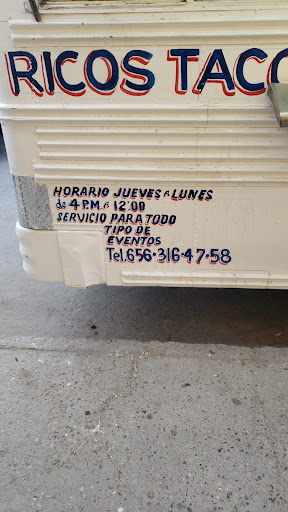 RICOS TACO
HORARIO JUEVES A LUNES
de 4 P.M. A 12:00
SERVICIO PARA TODO
TIPO DE
EVENTOS
Tel. 656-316-47-58